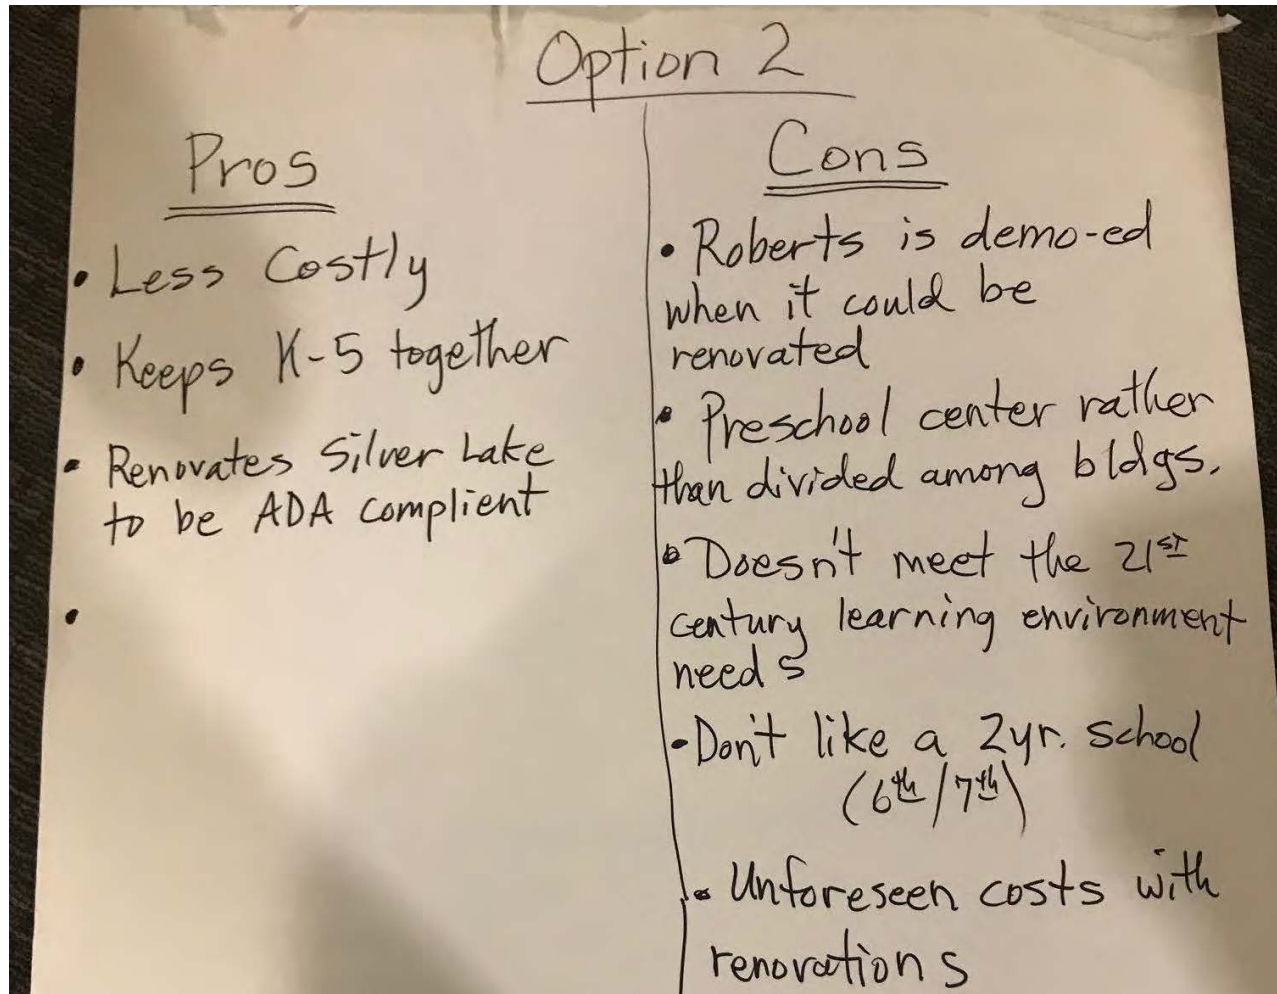 Option 2
Pros
• Less Costly
• Keeps K-5 together
• Renovates Silver Lake
to be ADA complient
•
Cons
• Roberts is demo-ed
when it could be
renovated
• Preschool center rather
than divided among bldgs.
• Doesn't meet the 21st
century learning environment
needs
• Don't like a 2yr. school
(6th/7th)
• Unforeseen costs with
renovations